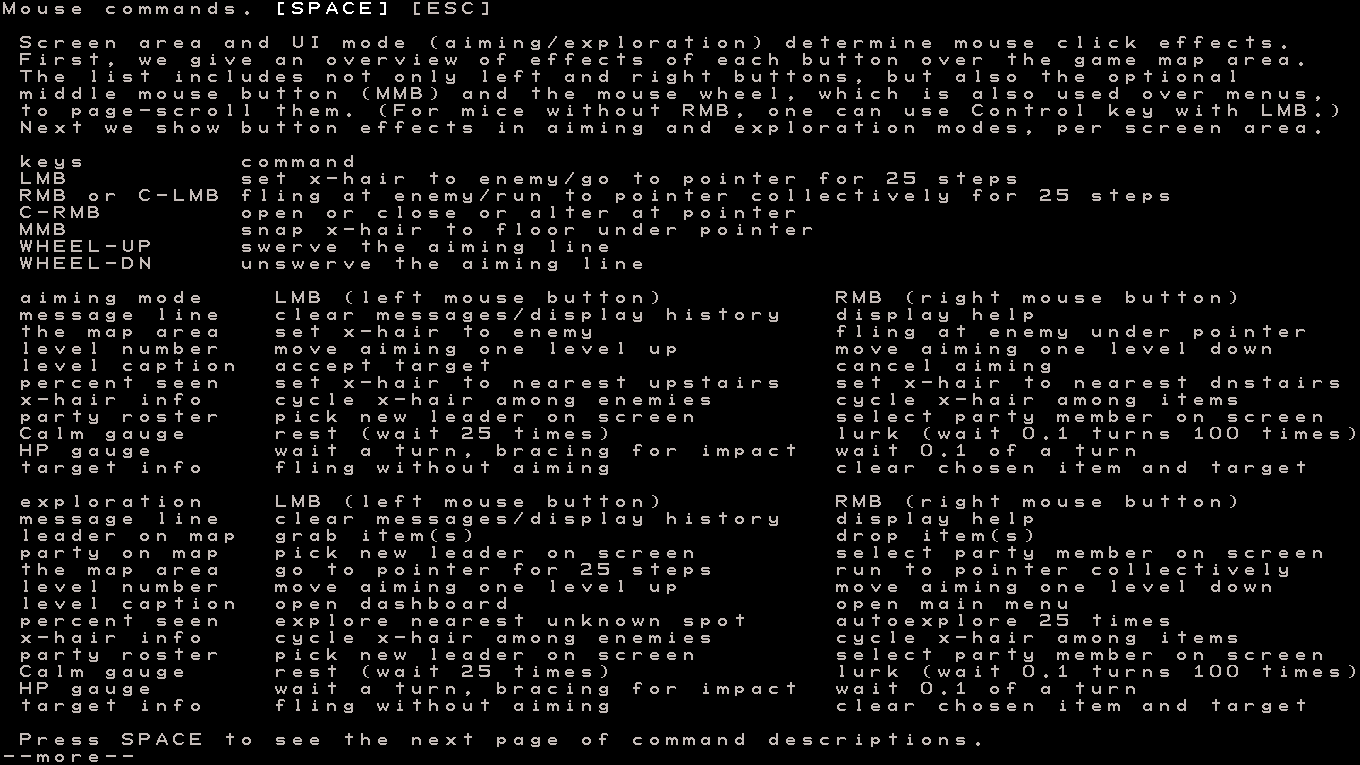 Mouse commands. [SPACE] [ESC]
Screen area and UI mode (aiming/exploration) determine mouse click effects.
First, we give an overview of effects of each button over the game map area.
The list includes not only left and right buttons, but also the optional
middle mouse button (MMB) and the mouse wheel, which is also used over menus,
to page-scroll them. (For mice without RMB, one can use Control key with LMB.)
Next we show button effects in aiming and exploration modes, per screen area.
keys command
LMB set x-hair to enemy/go to pointer for 25 steps
RMB or C-LMB fling at enemy/run to pointer collectively for 25 steps
C-RMB open or close or alter at pointer
MMB snap x-hair to floor under pointer
WHEEL-UP swerve the aiming line
WHEEL-DN unswerve the aiming line
aiming mode LMB (left mouse button) RMB (right mouse button)
message line clear messages/display history display help
the map area set x-hair to enemy fling at enemy under pointer
level number move aiming one level up move aiming one level down
level caption accept target cancel aiming
percent seen set x-hair to nearest upstairs set x-hair to nearest dnstairs
x-hair info cycle x-hair among enemies cycle x-hair among items
party roster pick new leader on screen select party member on screen
Calm gauge rest (wait 25 times) lurk (wait 0.1 turns 100 times)
HP gauge wait a turn, bracing for impact wait 0.1 of a turn
target info fling without aiming clear chosen item and target
exploration LMB (left mouse button) RMB (right mouse button)
message line clear messages/display history display help
leader on map grab item(s) drop item(s)
party on map pick new leader on screen select party member on screen
the map area go to pointer for 25 steps run to pointer collectively
level number move aiming one level up move aiming one level down
level caption open dashboard open main menu
percent seen explore nearest unknown spot autoexplore 25 times
x-hair info cycle x-hair among enemies cycle x-hair among items
party roster pick new leader on screen select party member on screen
Calm gauge rest (wait 25 times) lurk (wait 0.1 turns 100 times)
HP gauge wait a turn, bracing for impact wait 0.1 of a turn
target info fling without aiming clear chosen item and target
Press SPACE to see the next page of command descriptions.
--more--